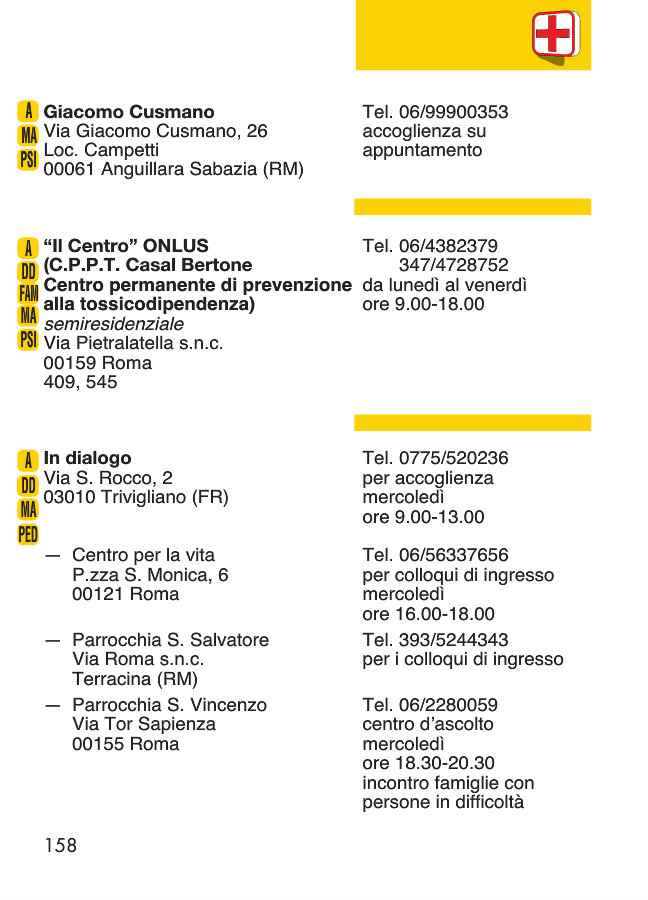 A
MA
PSI
Giacomo Cusmano
Via Giacomo Cusmano, 26
Loc. Campetti
00061 Anguillara Sabazia (RM)
Tel. 06/99900353
accoglienza su
appuntamento
A
DD
FAM
MA
PSI
“Il Centro” ONLUS
(C.P.P.T. Casal Bertone
Centro permanente di prevenzione
alla tossicodipendenza)
semiresidenziale
Via Pietralatella s.n.c.
00159 Roma
409, 545
Tel. 06/4382379
347/4728752
da lunedì al venerdì
ore 9.00-18.00
A
DD
MA
PED
In dialogo
Via S. Rocco, 2
03010 Trivigliano (FR)
Tel. 0775/520236
per accoglienza
mercoledì
ore 9.00-13.00
— Centro per la vita
P.zza S. Monica, 6
00121 Roma
Tel. 06/56337656
per colloqui di ingresso
mercoledì
ore 16.00-18.00
— Parrocchia S. Salvatore
Via Roma s.n.c.
Terracina (RM)
Tel. 393/5244343
per i colloqui di ingresso
— Parrocchia S. Vincenzo
Via Tor Sapienza
00155 Roma
Tel. 06/2280059
centro d’ascolto
mercoledì
ore 18.30-20.30
incontro famiglie con
persone in difficoltà
158